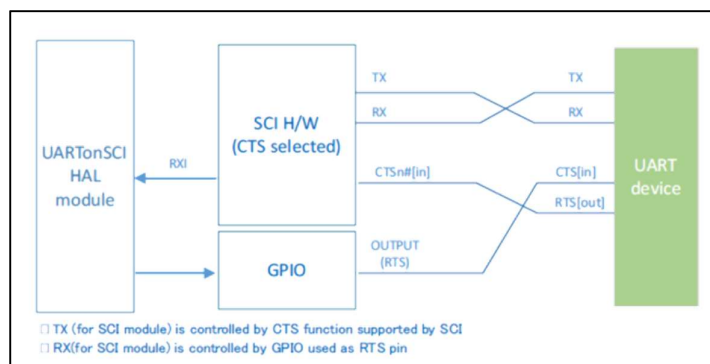 TX
TX
RX
RX
SCI H/W
(CTS selected)
UARTonSCI
HAL
module
RXI
CTSn#[in]
CTS[in]
RTS[out]
UART
device
GPIO
OUTPUT
(RTS)
□ TX (for SCI module) is controlled by CTS function supported by SCI
□ RX(for SCI module) is controlled by GPIO used as RTS pin